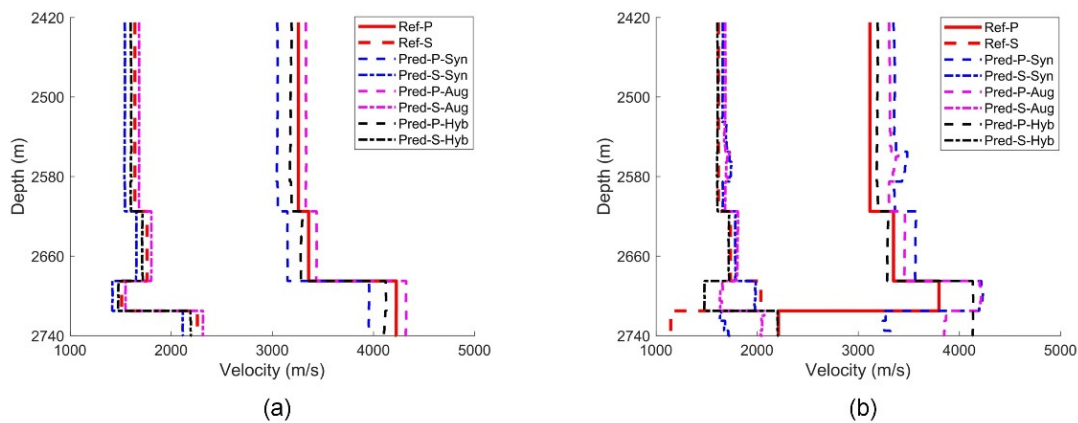 2420
2500
2580
2660
2740
Depth (m)
1000 2000 3000 4000 5000
Velocity (m/s)
Ref-P
Ref-S
Pred-P-Syn
Pred-S-Syn
Pred-P-Aug
Pred-S-Aug
Pred-P-Hyb
Pred-S-Hyb
(a)
2420
2500
2580
2660
2740
Depth (m)
1000 2000 3000 4000 5000
Velocity (m/s)
Ref-P
Ref-S
Pred-P-Syn
Pred-S-Syn
Pred-P-Aug
Pred-S-Aug
Pred-P-Hyb
Pred-S-Hyb
(b)